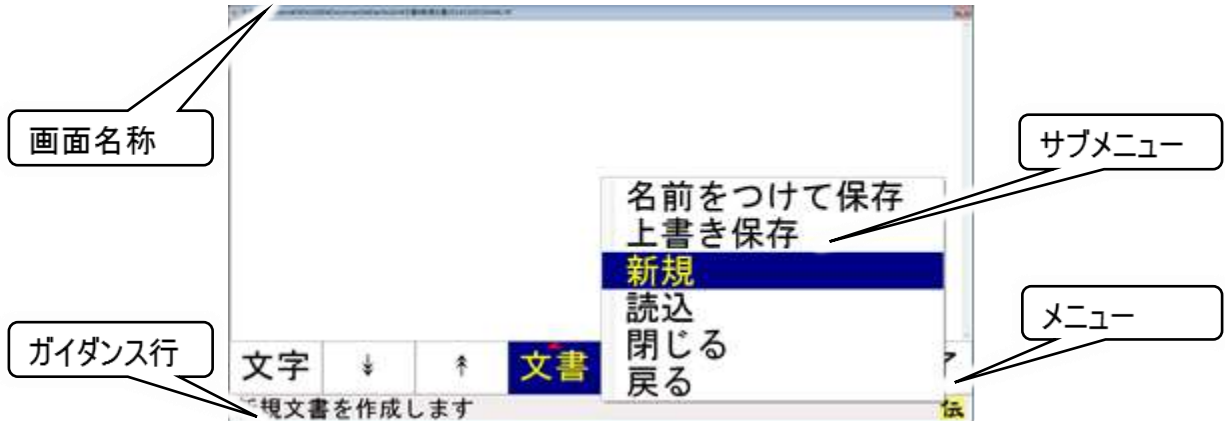 画面名称
サブメニュー
名前をつけて保存
上書き保存
新規
読込
閉じる
戻る
メニュー
ガイダンス行
文字 ↡ ↟ 文書
規文書を作成します
伝